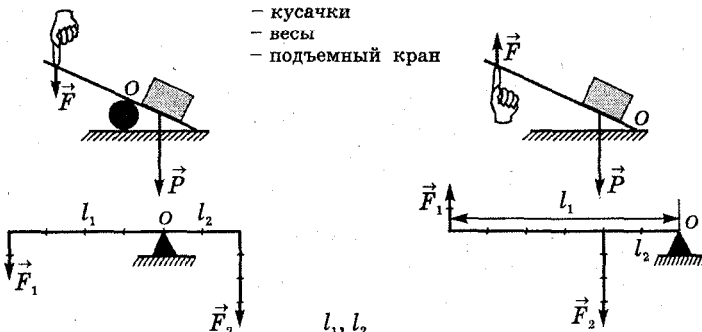 – кусачки
– весы
– подъемный кран
F
O
P
F
O
P
l₁ O l₂
F₁
F₂
F₁ l₁ O
l₂
F₂
l₁, l₂